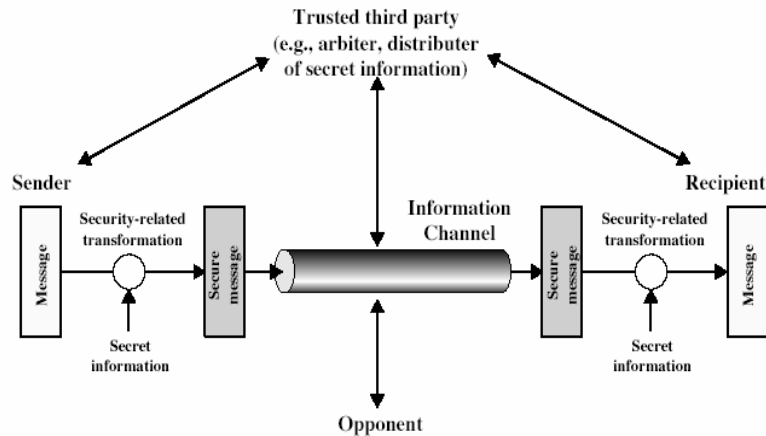 Trusted third party
(e.g., arbiter, distributer
of secret information)
Sender
Recipient
Security-related
transformation
Information
Channel
Security-related
transformation
Message
Secure
message
Secure
message
Message
Secret
information
Secret
information
Opponent